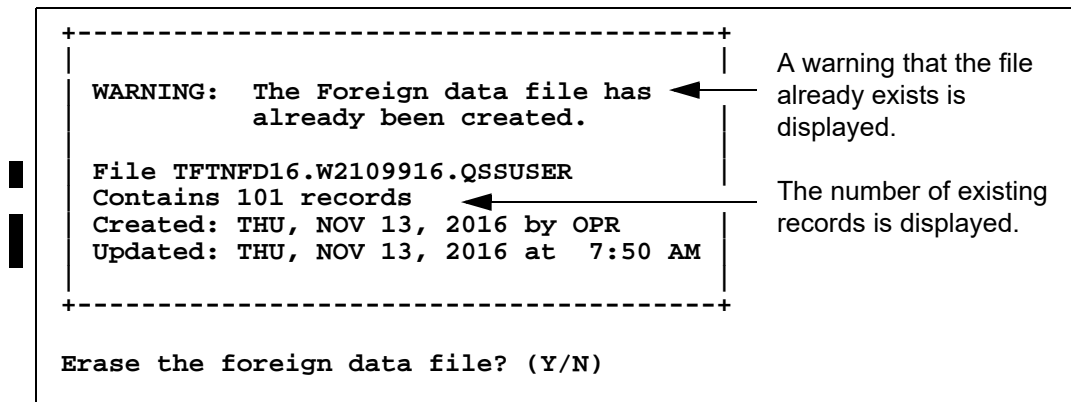 +----------------------------------------+
WARNING:  The Foreign data file has
already been created.
File TFTNFD16.W2109916.QSSUSER
Contains 101 records
Created: THU, NOV 13, 2016 by OPR
Updated: THU, NOV 13, 2016 at  7:50 AM
+----------------------------------------+
Erase the foreign data file? (Y/N)
A warning that the file
already exists is
displayed.
The number of existing
records is displayed.